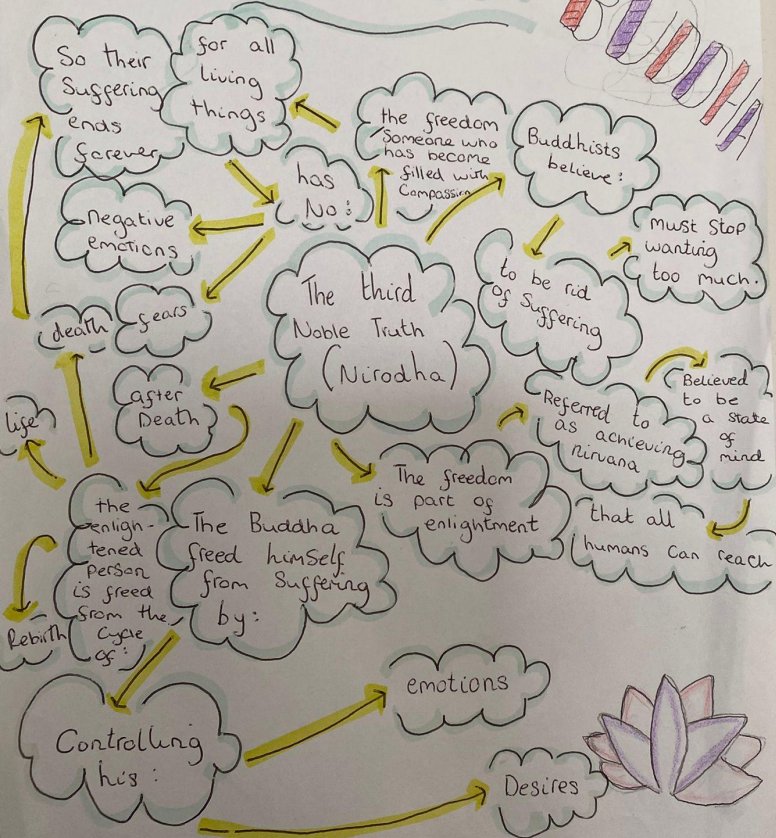 BUDDHA
So their
Suffering
ends
forever
for all
living
things
the freedom
Someone who
has become
filled with
Compassion
Buddhists
believe:
has
No:
negative
emotions
fears
must stop
wanting
too much.
to be rid
of Suffering
The third
Noble Truth
(Nirodha)
death
after
Death
life
Believed
to be
a state
of
mind
Referred to
as achieving
nirvana
The freedom
is part of
enlightment
that all
humans can reach
the
enligh-
tened
person
is freed
from the
Cycle
of:
The Buddha
freed himself
from Suffering
by:
Rebirth
emotions
Controlling
his:
Desires